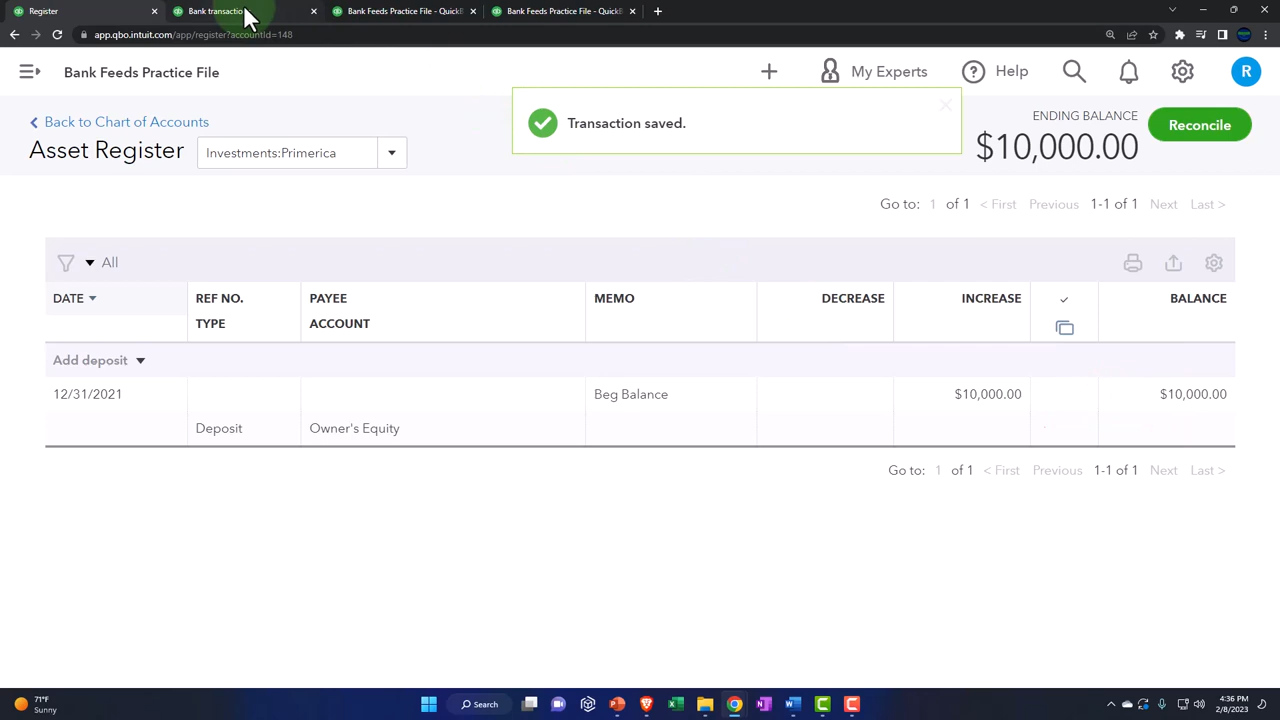 Register
Bank transactio
Bank Feeds Practice File - QuickB
Bank Feeds Practice File - QuickB
app.qbo.intuit.com/app/register?accountId=148
Bank Feeds Practice File
My Experts
Help
R
Back to Chart of Accounts
Asset Register
Investments:Primerica
Transaction saved.
ENDING BALANCE
$10,000.00
Reconcile
Go to: 1 of 1 < First Previous 1-1 of 1 Next Last >
All
DATE REF NO. PAYEE MEMO DECREASE INCREASE ✓ BALANCE
TYPE ACCOUNT
Add deposit
12/31/2021 Beg Balance $10,000.00 $10,000.00
Deposit Owner's Equity
Go to: 1 of 1 < First Previous 1-1 of 1 Next Last >
71°F
Sunny
Search
4:36 PM
2/8/2023